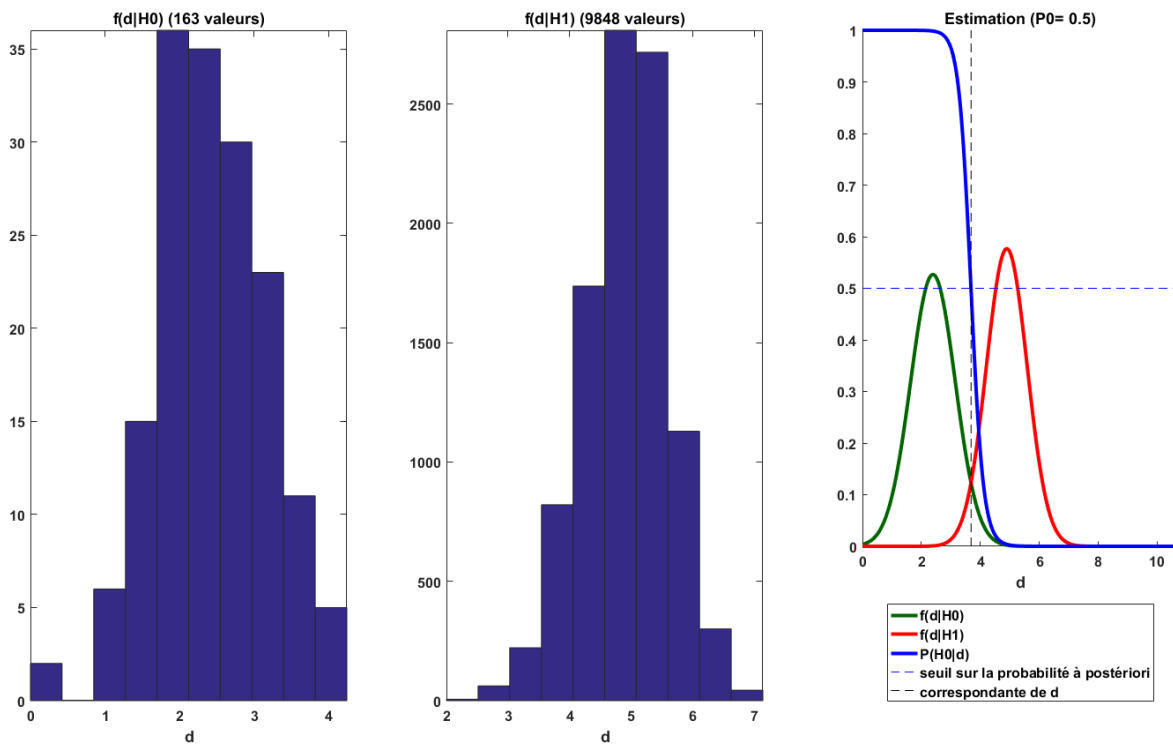 f(d|H0) (163 valeurs)
35
30
25
20
15
10
5
0
0 1 2 3 4
d
f(d|H1) (9848 valeurs)
2500
2000
1500
1000
500
0
2 3 4 5 6 7
d
Estimation (P0= 0.5)
1
0.9
0.8
0.7
0.6
0.5
0.4
0.3
0.2
0.1
0
0 2 4 6 8 10
d
f(d|H0)
f(d|H1)
P(H0|d)
seuil sur la probabilité à postériori
correspondante de d